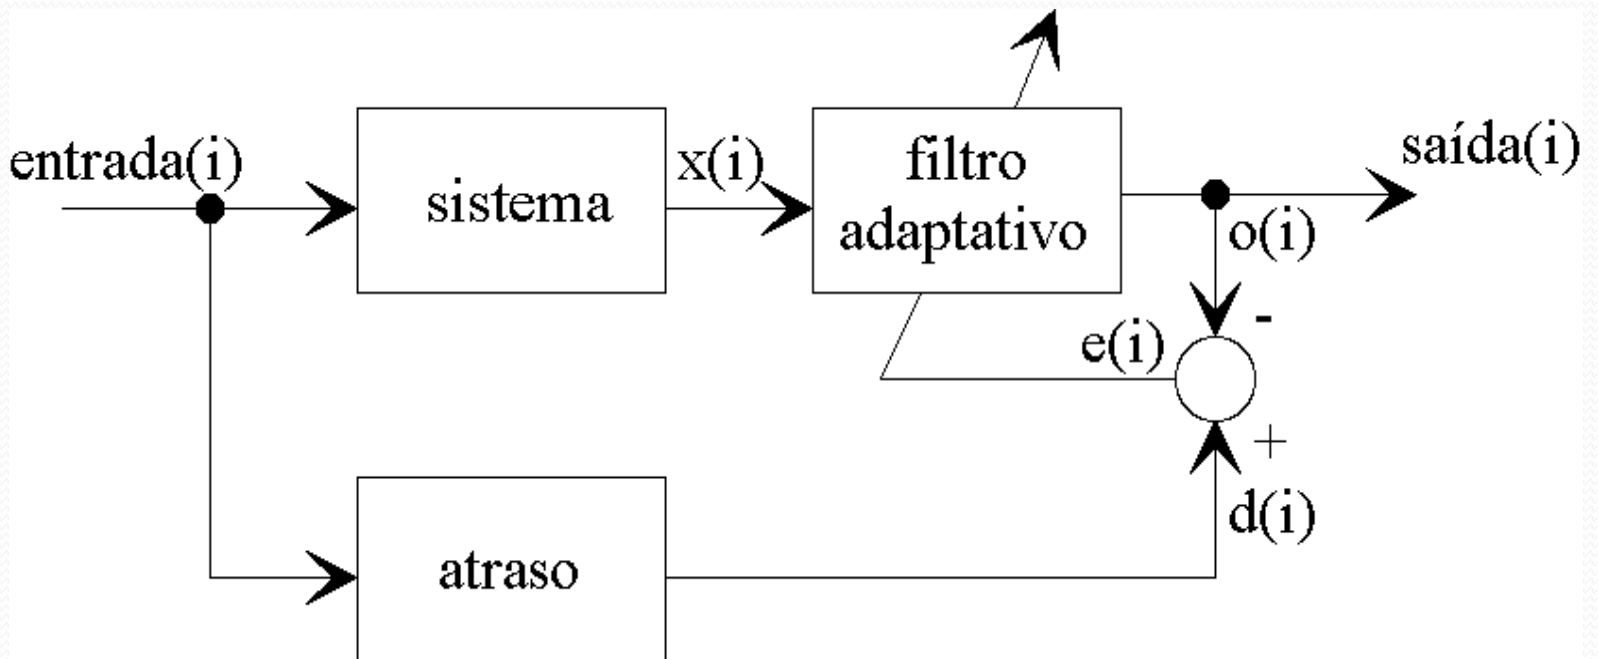 entrada(i)
sistema
x(i)
filtro
adaptativo
saída(i)
o(i)
-
e(i)
+
d(i)
atraso